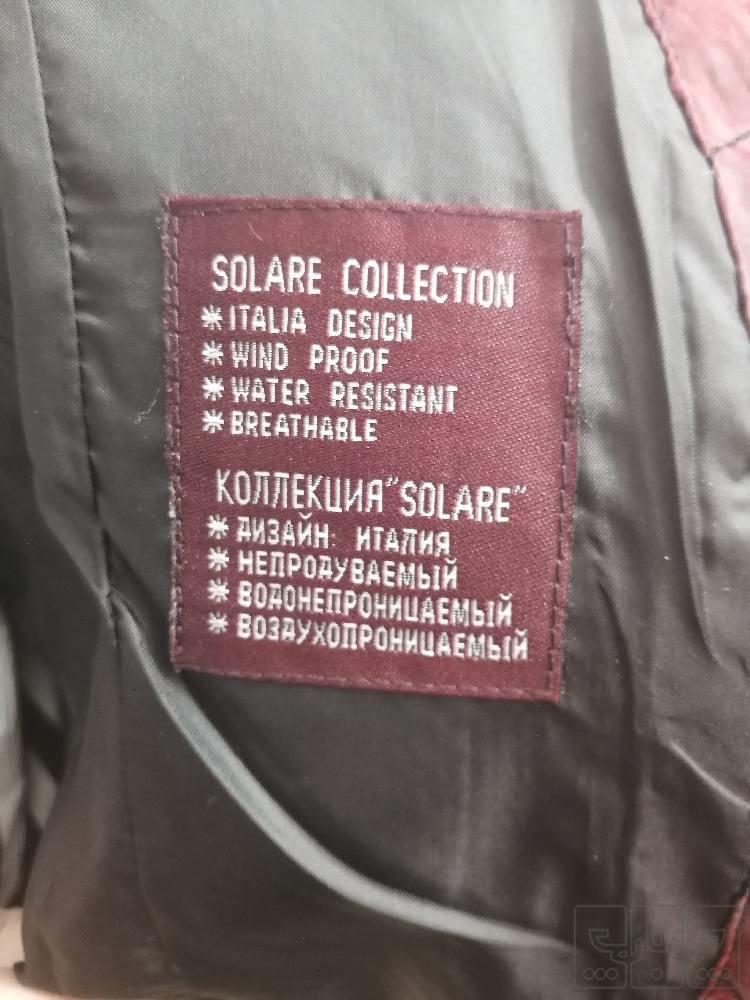 SOLARE COLLECTION
* ITALIA DESIGN
* WIND PROOF
* WATER RESISTANT
* BREATHABLE
КОЛЛЕКЦИЯ "SOLARE"
* ДИЗАЙН: ИТАЛИЯ
* НЕПРОДУВАЕМЫЙ
* ВОДОНЕПРОНИЦАЕМЫЙ
* ВОЗДУХОПРОНИЦАЕМЫЙ